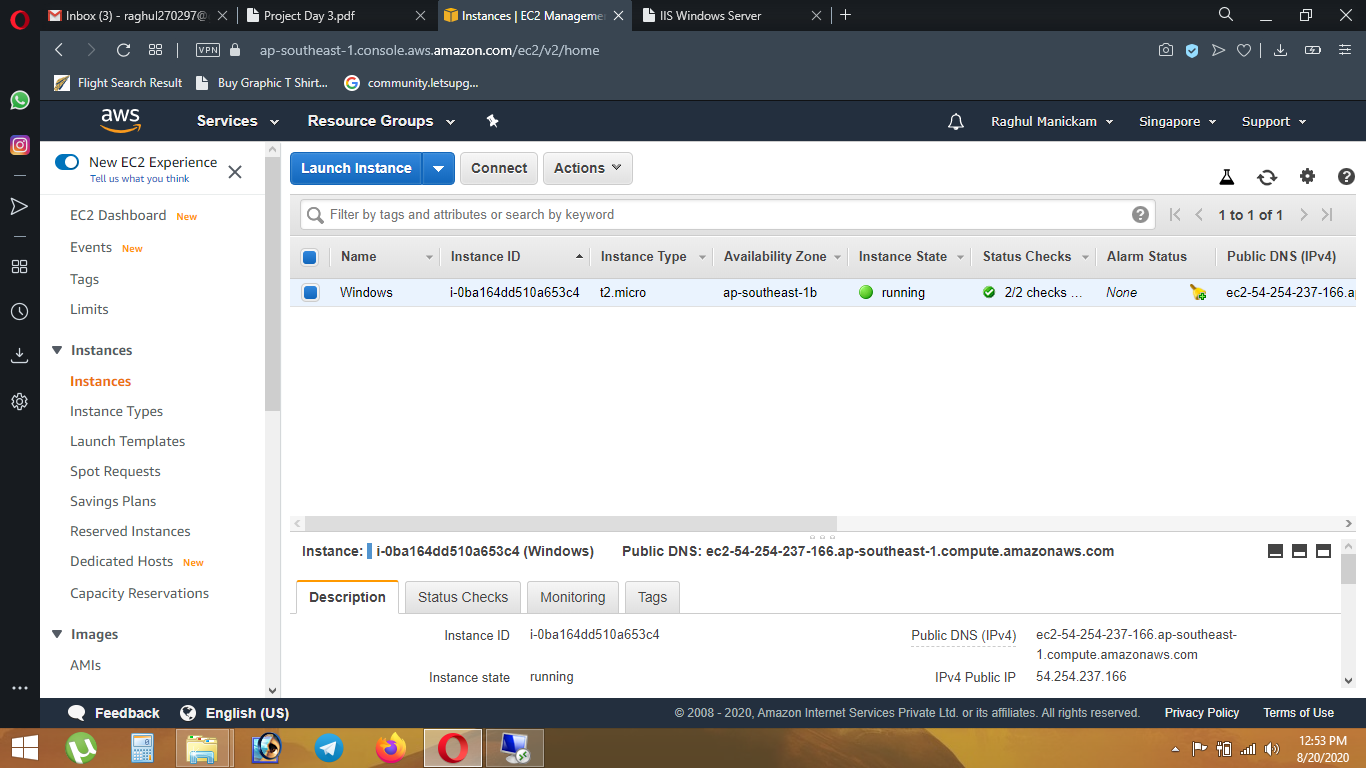 Inbox (3) - raghul270297@
Project Day 3.pdf
Instances | EC2 Manageme
IIS Windows Server
VPN
ap-southeast-1.console.aws.amazon.com/ec2/v2/home
Flight Search Result
Buy Graphic T Shirt...
community.letsupg...
aws
Services
Resource Groups
Raghul Manickam
Singapore
Support
New EC2 Experience
Tell us what you think
EC2 Dashboard New
Events New
Tags
Limits
Instances
Instances
Instance Types
Launch Templates
Spot Requests
Savings Plans
Reserved Instances
Dedicated Hosts New
Capacity Reservations
Images
AMIs
Launch Instance
Connect
Actions
Filter by tags and attributes or search by keyword
1 to 1 of 1
Name Instance ID Instance Type Availability Zone Instance State Status Checks Alarm Status Public DNS (IPv4)
Windows i-0ba164dd510a653c4 t2.micro ap-southeast-1b running 2/2 checks ... None ec2-54-254-237-166.a
Instance: i-0ba164dd510a653c4 (Windows) Public DNS: ec2-54-254-237-166.ap-southeast-1.compute.amazonaws.com
Description
Status Checks
Monitoring
Tags
Instance ID i-0ba164dd510a653c4
Public DNS (IPv4) ec2-54-254-237-166.ap-southeast-
1.compute.amazonaws.com
Instance state running
IPv4 Public IP 54.254.237.166
Feedback
English (US)
© 2008 - 2020, Amazon Internet Services Private Ltd. or its affiliates. All rights reserved.
Privacy Policy
Terms of Use
12:53 PM
8/20/2020